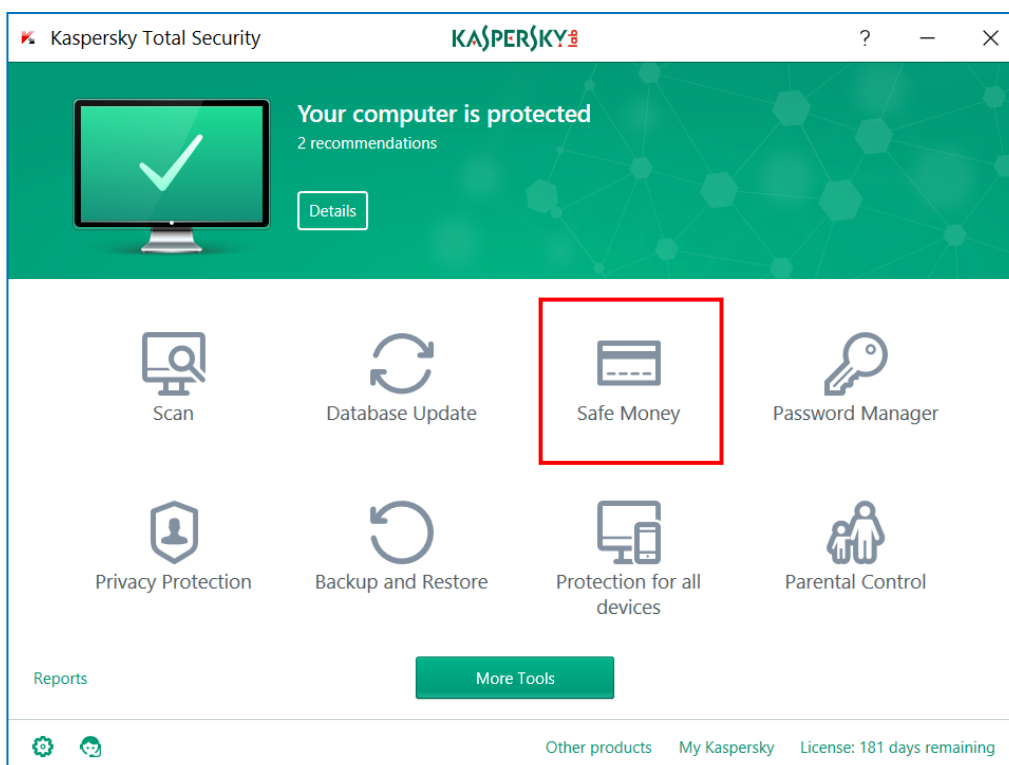 Kaspersky Total Security
KASPERSKY lab
?
Your computer is protected
2 recommendations
Details
Scan
Database Update
Safe Money
Password Manager
Privacy Protection
Backup and Restore
Protection for all
devices
Parental Control
Reports
More Tools
Other products
My Kaspersky
License: 181 days remaining